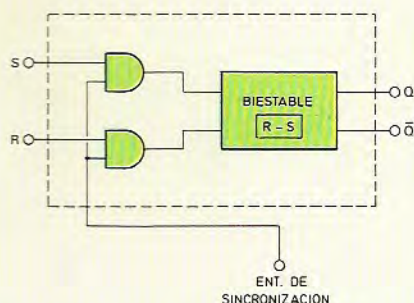 S
R
BIESTABLE
R-S
Q
Q̅
ENT. DE
SINCRONIZACION